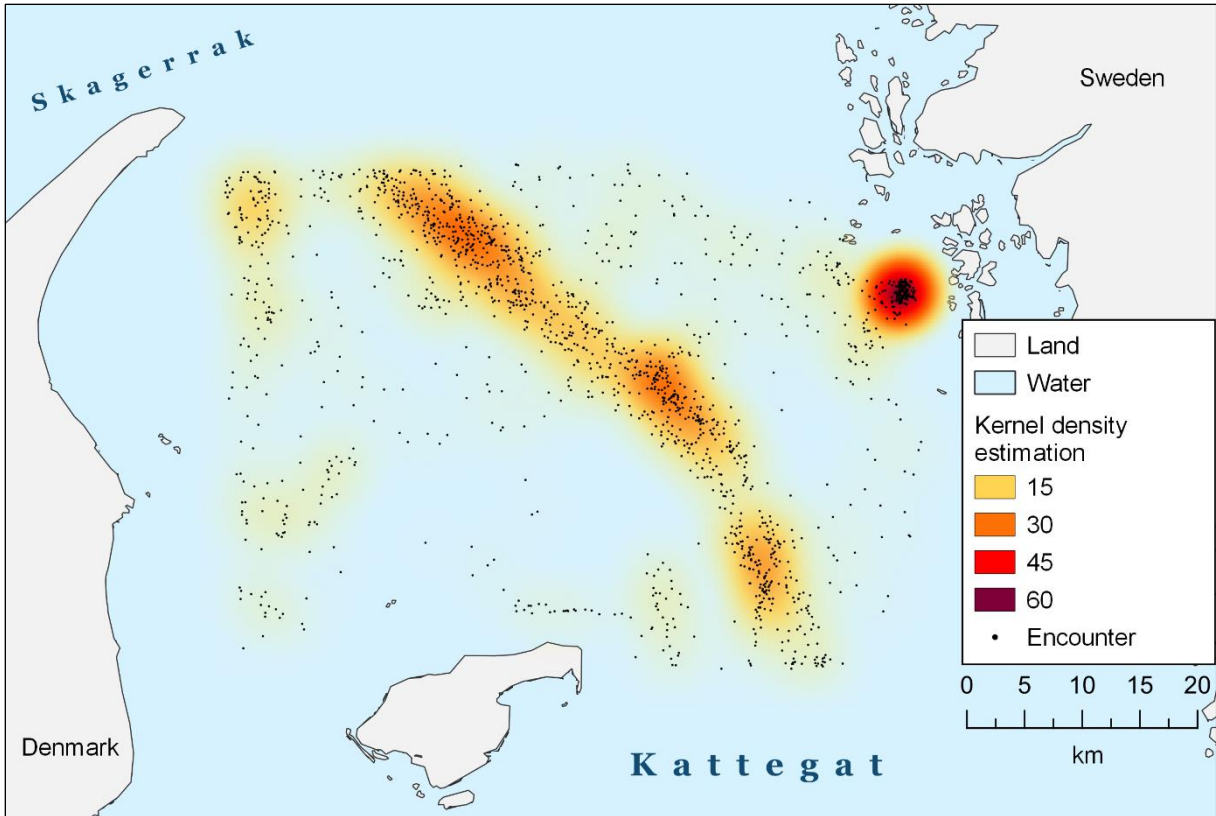 Skagerrak
Sweden
Land
Water
Kernel density
estimation
15
30
45
60
Encounter
0 5 10 15 20
km
Denmark
Kattegat